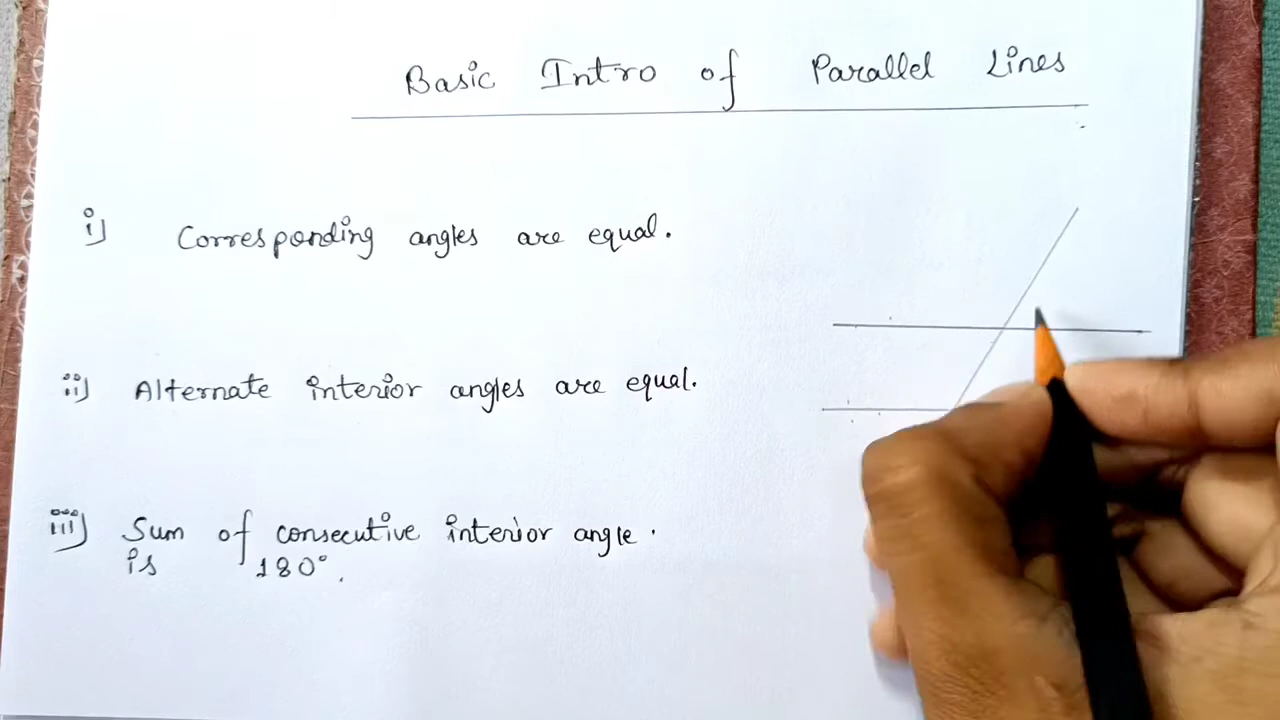 Basic Intro of Parallel Lines
i) Corresponding angles are equal.
ii) Alternate interior angles are equal.
iii) Sum of consecutive interior angle.
is 180°.